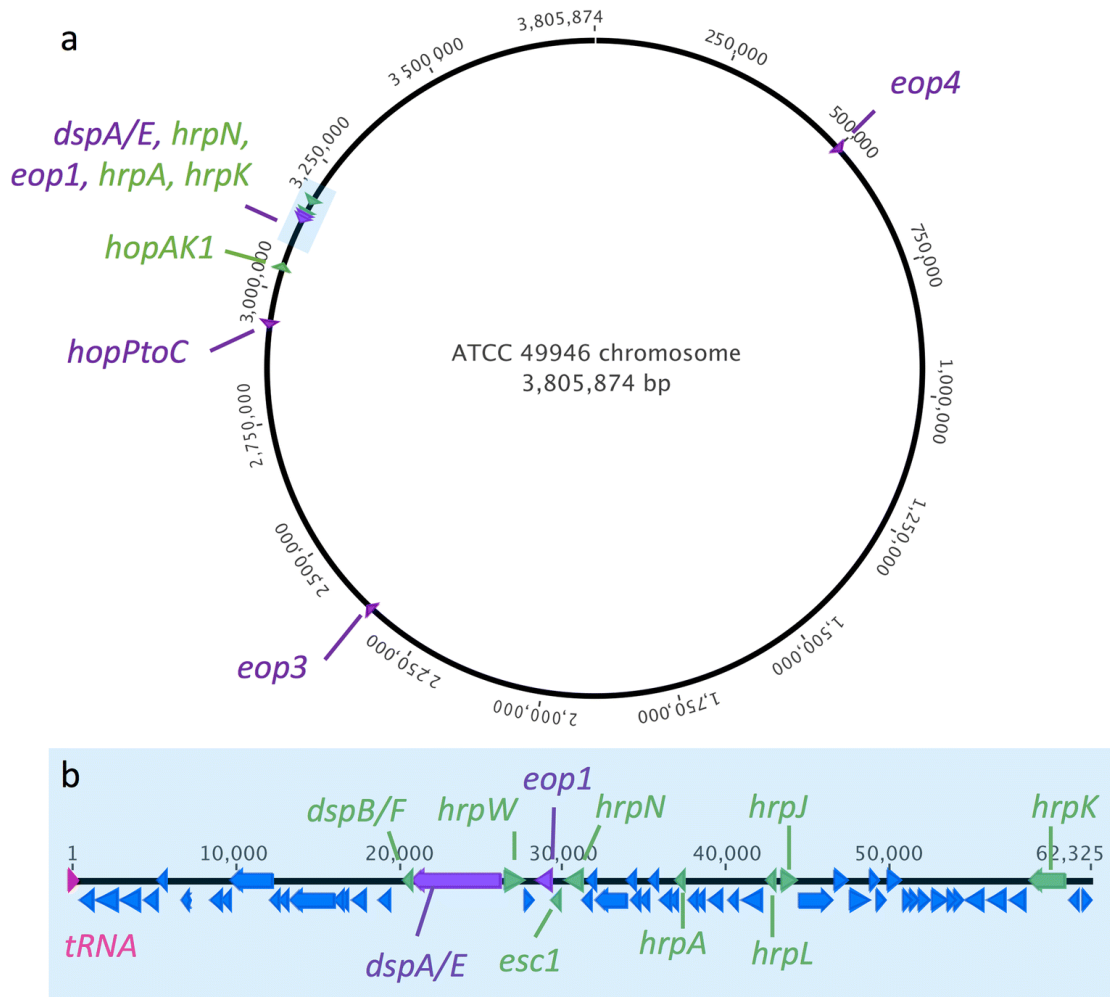 a
3,805,874
250,000
3 500 000
eop4
500,000
dspA/E, hrpN,
eop1, hrpA, hrpK
3,250,000
hopAK1
750,000
3,000,000
hopPtoC
ATCC 49946 chromosome
3,805,874 bp
1,000,000
2,750,000
1,250,000
2,500,000
eop3
2,250,000
1,500,000
2,000,000
1,750,000
b
eop1
dspB/F hrpW hrpN hrpJ hrpK
1 10,000 20,000 30,000 40,000 50,000 62,325
tRNA dspA/E esc1 hrpA hrpL